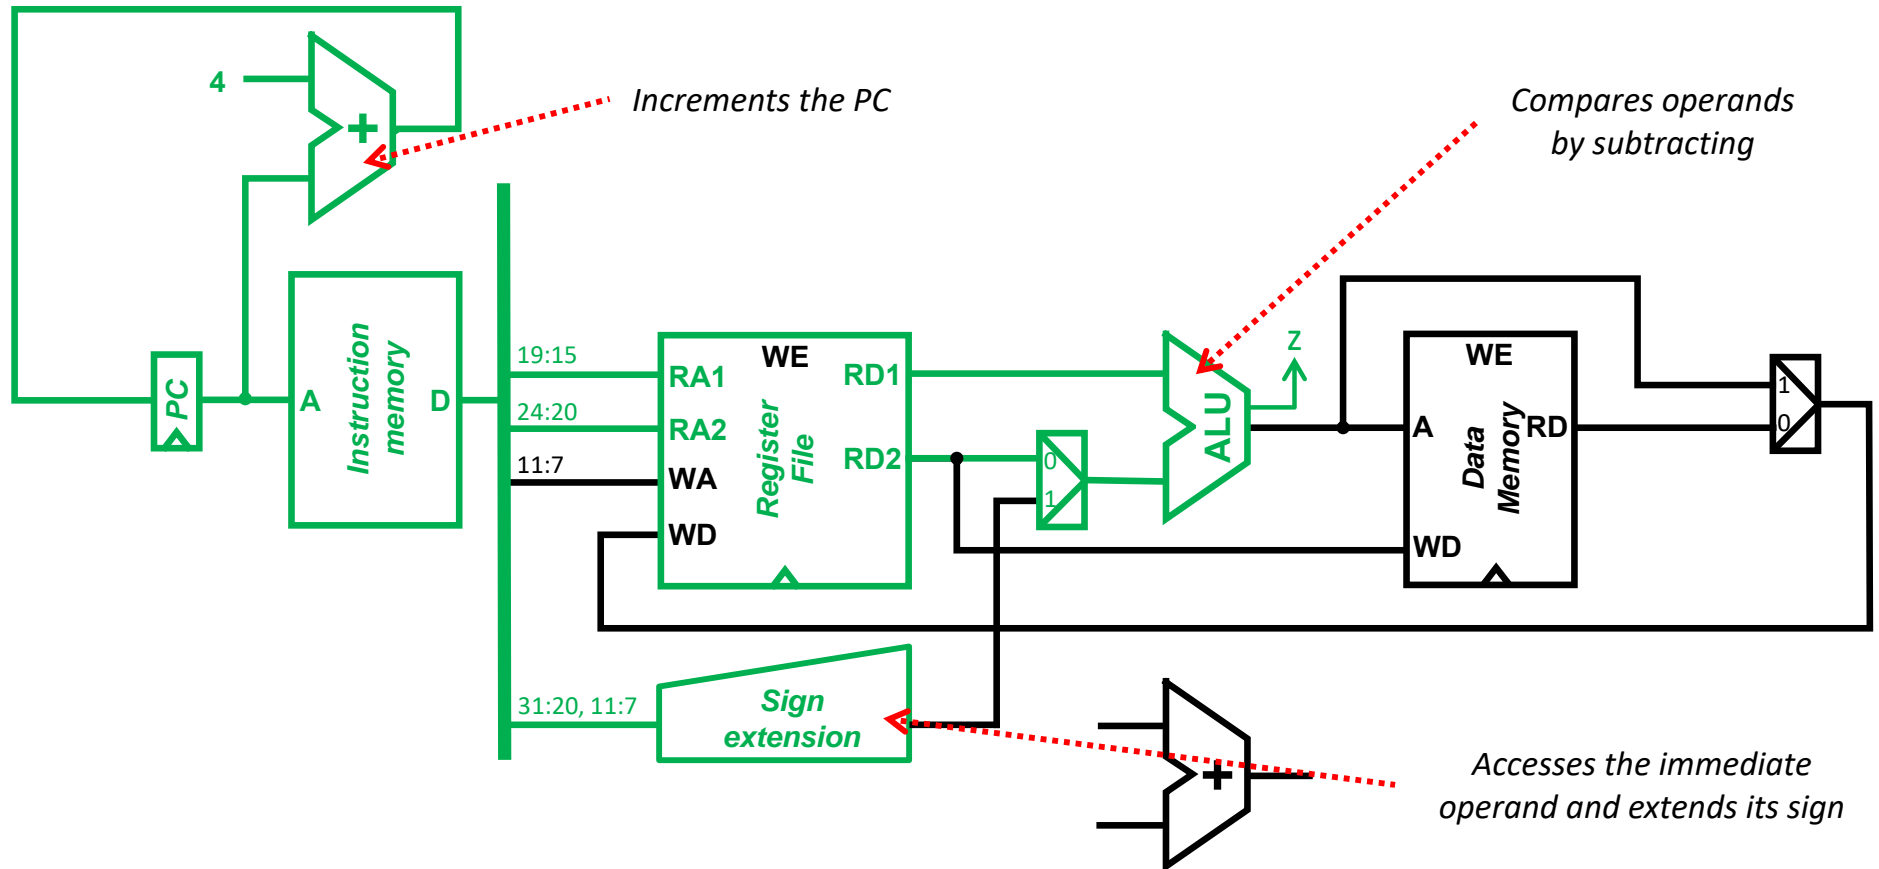 4
+
Increments the PC
Compares operands
by subtracting
PC
A
Instruction
memory
D
19:15
24:20
11:7
31:20, 11:7
RA1
RA2
WA
WD
WE
Register
File
RD1
RD2
0
1
ALU
Z
A
WE
Data
Memory
RD
WD
1
0
Sign
extension
+
Accesses the immediate
operand and extends its sign